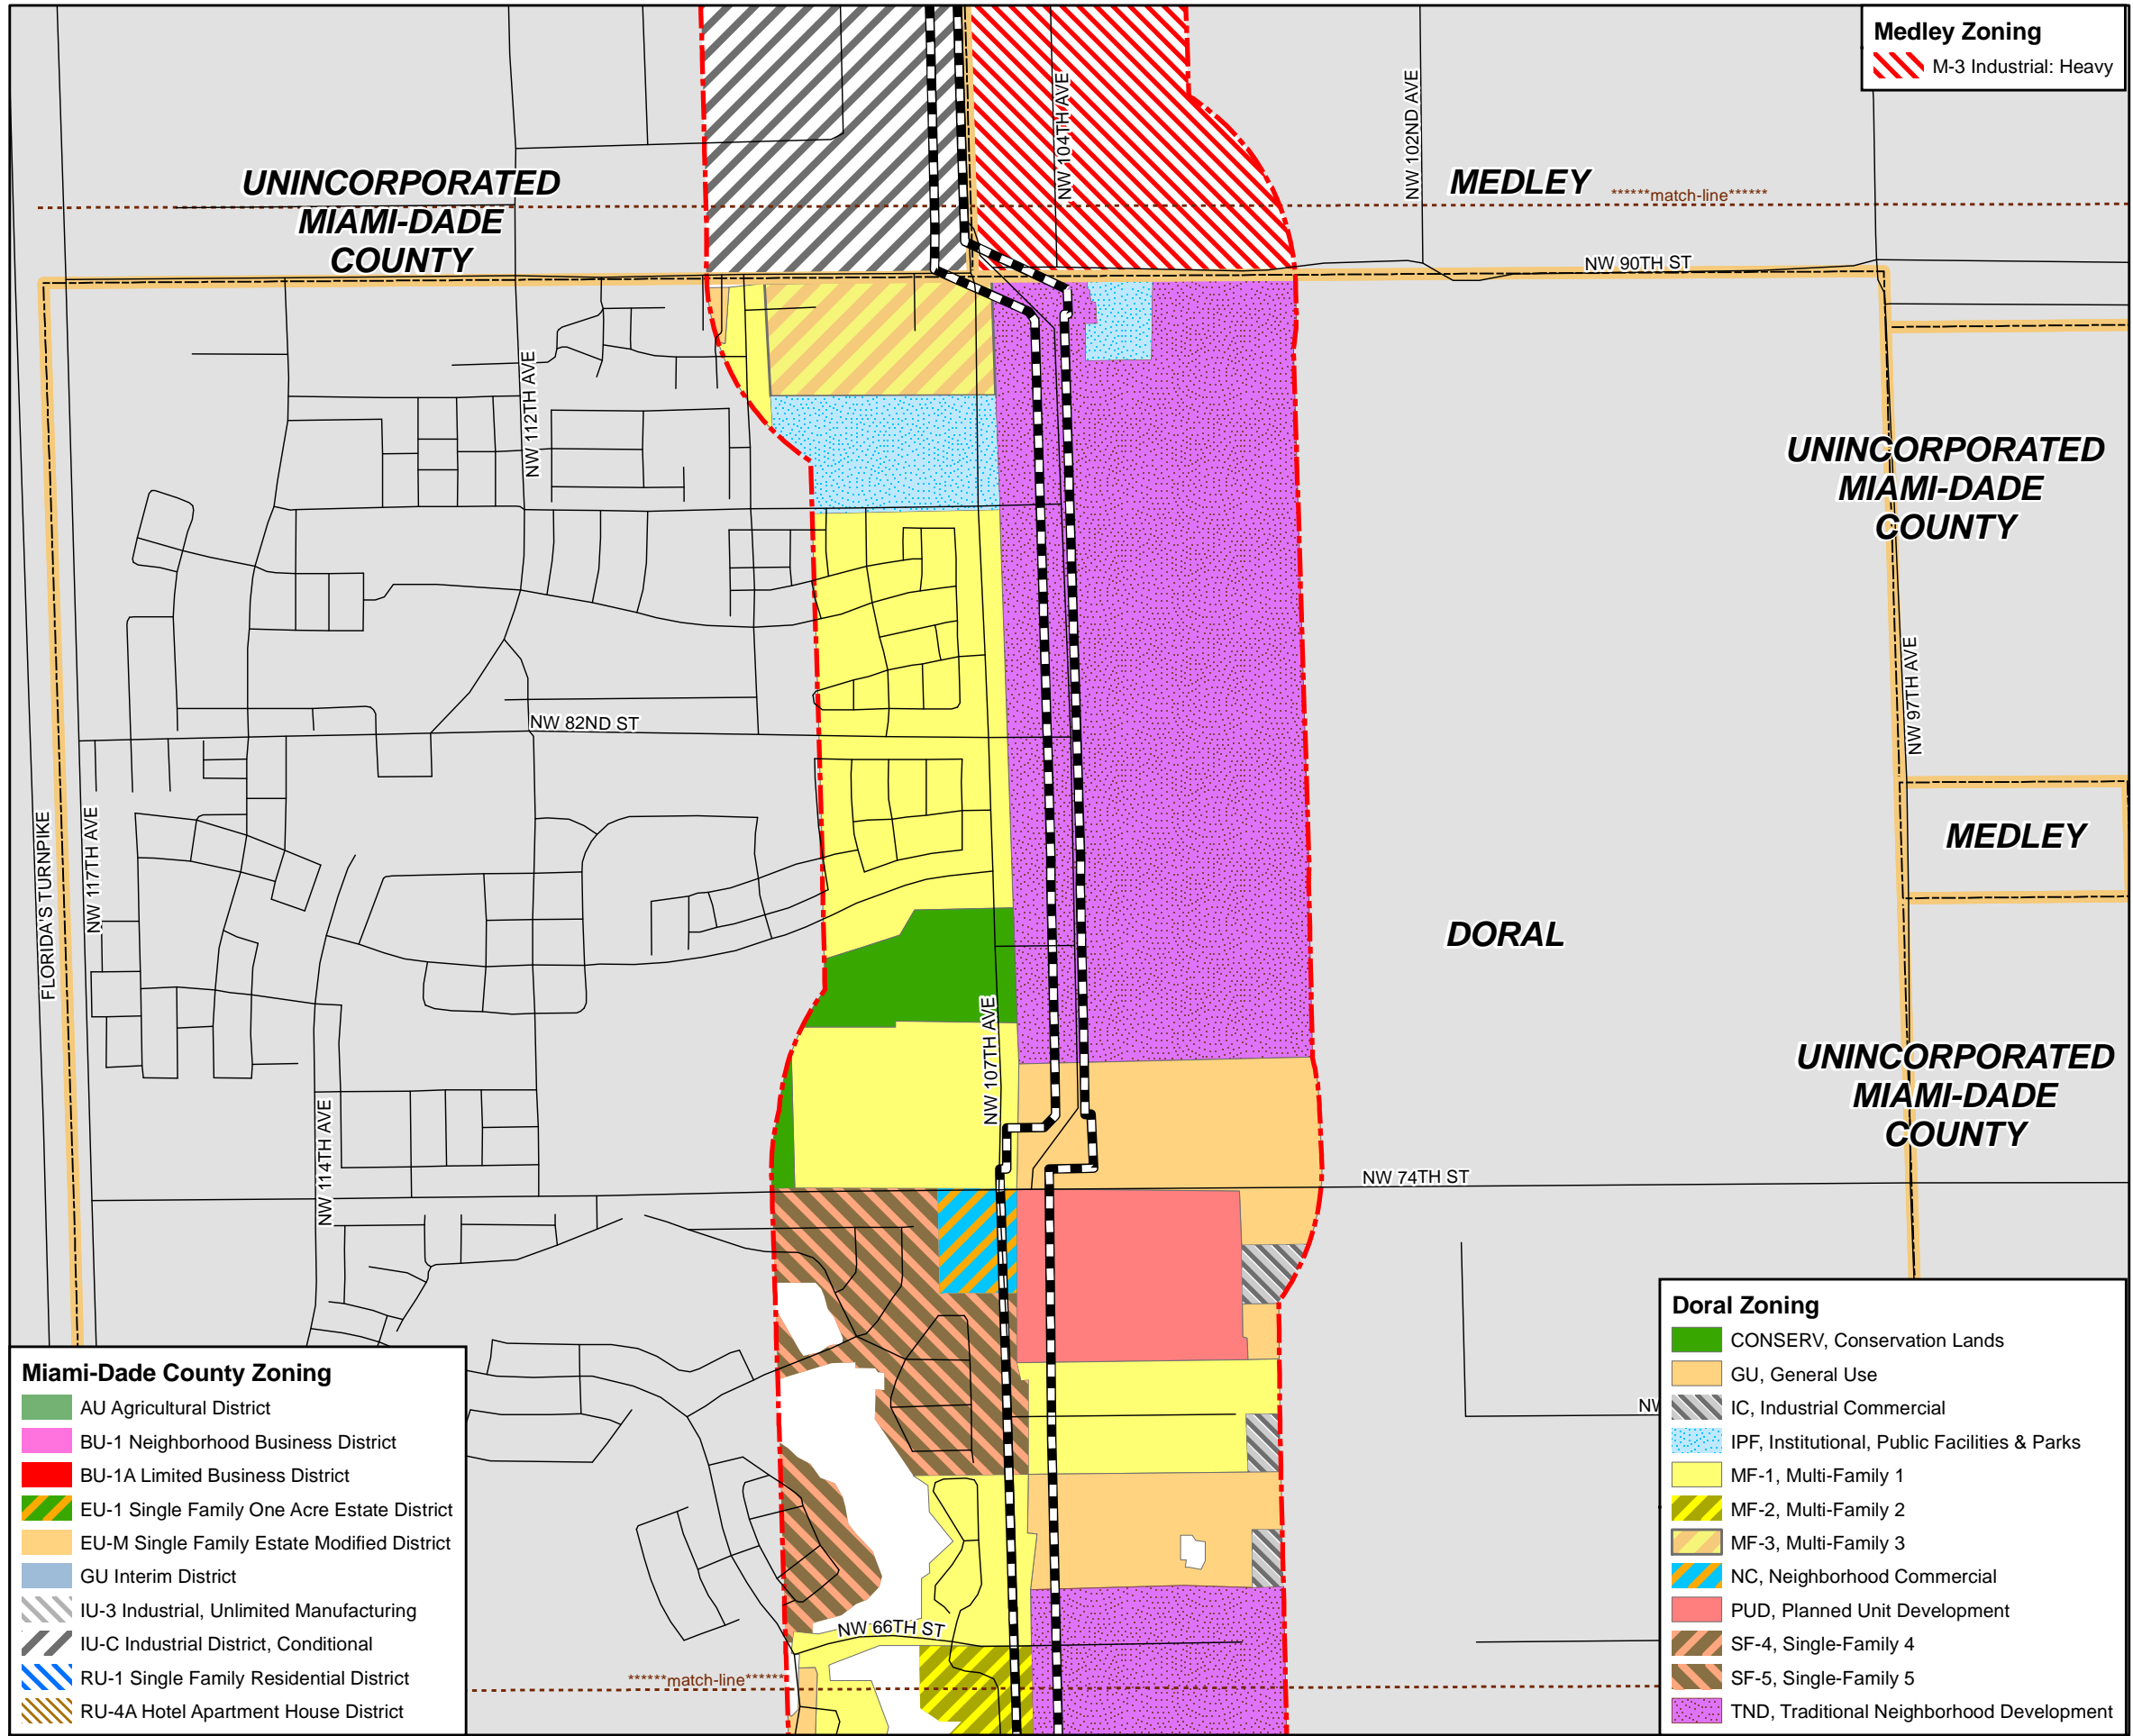 Medley Zoning
M-3 Industrial: Heavy
NW 104TH AVE
NW 102ND AVE
UNINCORPORATED
MIAMI-DADE
COUNTY
MEDLEY
******match-line******
NW 90TH ST
NW 112TH AVE
UNINCORPORATED
MIAMI-DADE
COUNTY
NW 82ND ST
NW 97TH AVE
FLORIDA'S TURNPIKE
NW 117TH AVE
MEDLEY
DORAL
NW 107TH AVE
UNINCORPORATED
MIAMI-DADE
COUNTY
NW 114TH AVE
NW 74TH ST
NW
NW 66TH ST
******match-line******
Miami-Dade County Zoning
AU Agricultural District
BU-1 Neighborhood Business District
BU-1A Limited Business District
EU-1 Single Family One Acre Estate District
EU-M Single Family Estate Modified District
GU Interim District
IU-3 Industrial, Unlimited Manufacturing
IU-C Industrial District, Conditional
RU-1 Single Family Residential District
RU-4A Hotel Apartment House District
Doral Zoning
CONSERV, Conservation Lands
GU, General Use
IC, Industrial Commercial
IPF, Institutional, Public Facilities & Parks
MF-1, Multi-Family 1
MF-2, Multi-Family 2
MF-3, Multi-Family 3
NC, Neighborhood Commercial
PUD, Planned Unit Development
SF-4, Single-Family 4
SF-5, Single-Family 5
TND, Traditional Neighborhood Development